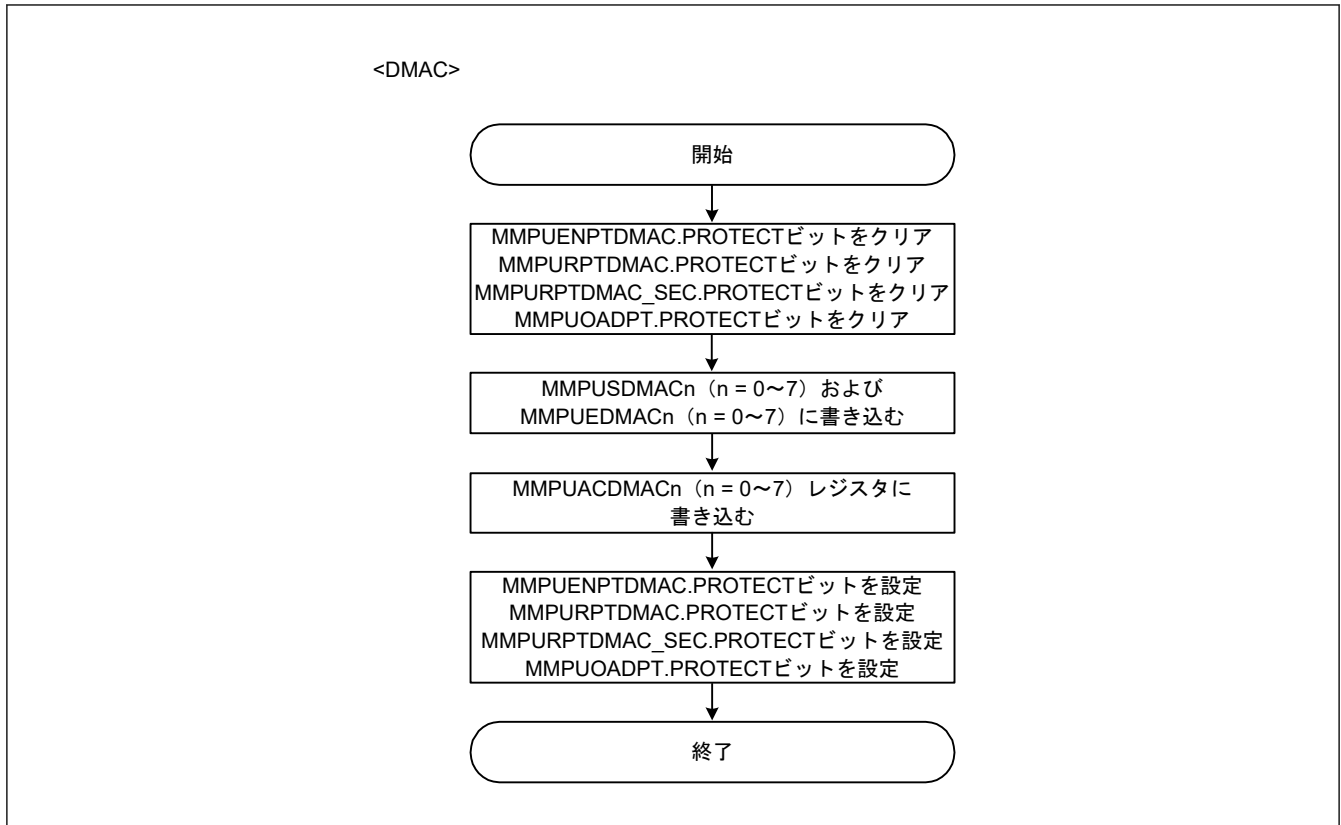 <DMAC>
開始
MMPUENPTDMAC.PROTECTビットをクリア
MMPURPTDMAC.PROTECTビットをクリア
MMPURPTDMAC_SEC.PROTECTビットをクリア
MMPUOADPT.PROTECTビットをクリア
MMPUSDMACn（n = 0～7）および
MMPUEDMACn（n = 0～7）に書き込む
MMPUACDMACn（n = 0～7）レジスタに
書き込む
MMPUENPTDMAC.PROTECTビットを設定
MMPURPTDMAC.PROTECTビットを設定
MMPURPTDMAC_SEC.PROTECTビットを設定
MMPUOADPT.PROTECTビットを設定
終了